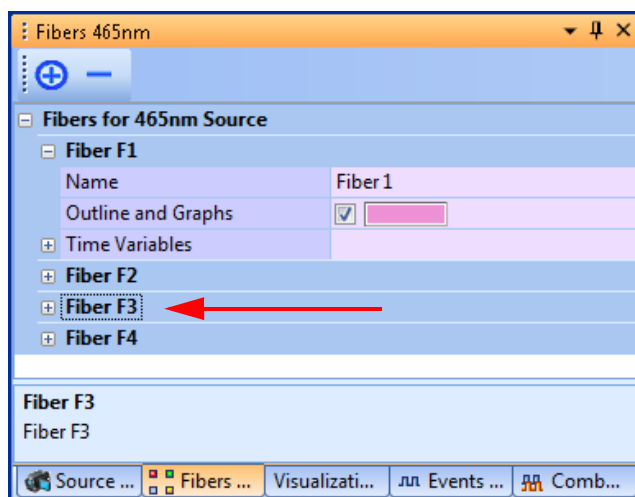 Fibers 465nm
Fibers for 465nm Source
Fiber F1
Name Fiber 1
Outline and Graphs
Time Variables
Fiber F2
Fiber F3
Fiber F4
Fiber F3
Fiber F3
Source ... Fibers ... Visualizati... Events ... Comb...